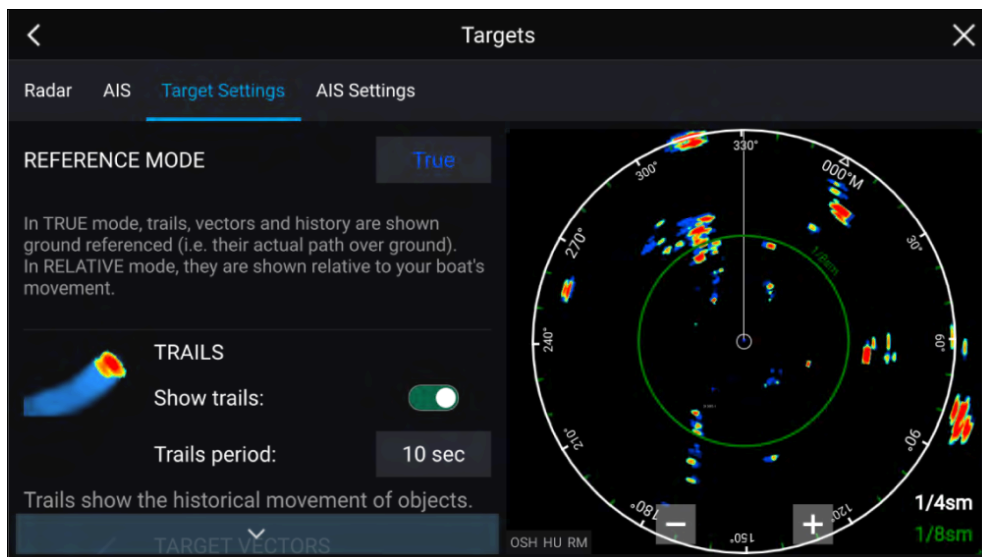 Targets
Radar AIS Target Settings AIS Settings
REFERENCE MODE True
In TRUE mode, trails, vectors and history are shown
ground referenced (i.e. their actual path over ground).
In RELATIVE mode, they are shown relative to your boat's
movement.
TRAILS
Show trails:
Trails period: 10 sec
Trails show the historical movement of objects.
TARGET VECTORS
330°
000°M
30°
60°
90°
120°
150°
180°
210°
240°
270°
300°
1/8sm
1/4sm
1/8sm
OSH HU RM